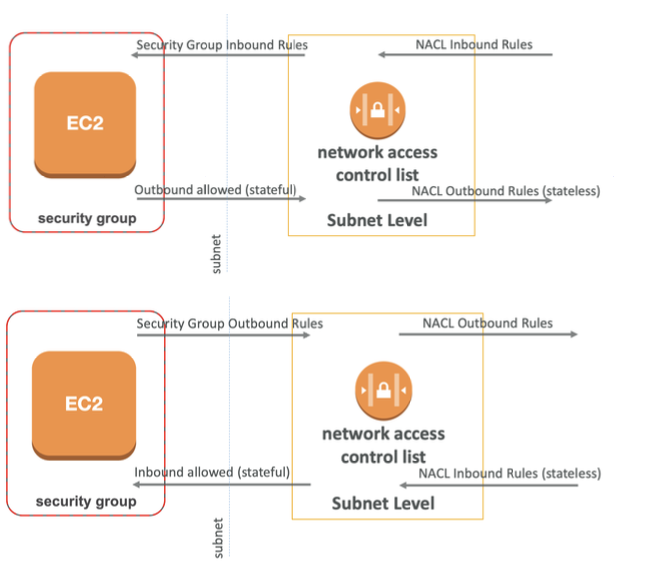 Security Group Inbound Rules
NACL Inbound Rules
EC2
network access
control list
Outbound allowed (stateful)
NACL Outbound Rules (stateless)
security group
Subnet Level
subnet
Security Group Outbound Rules
NACL Outbound Rules
EC2
network access
control list
Inbound allowed (stateful)
NACL Inbound Rules (stateless)
security group
Subnet Level
subnet